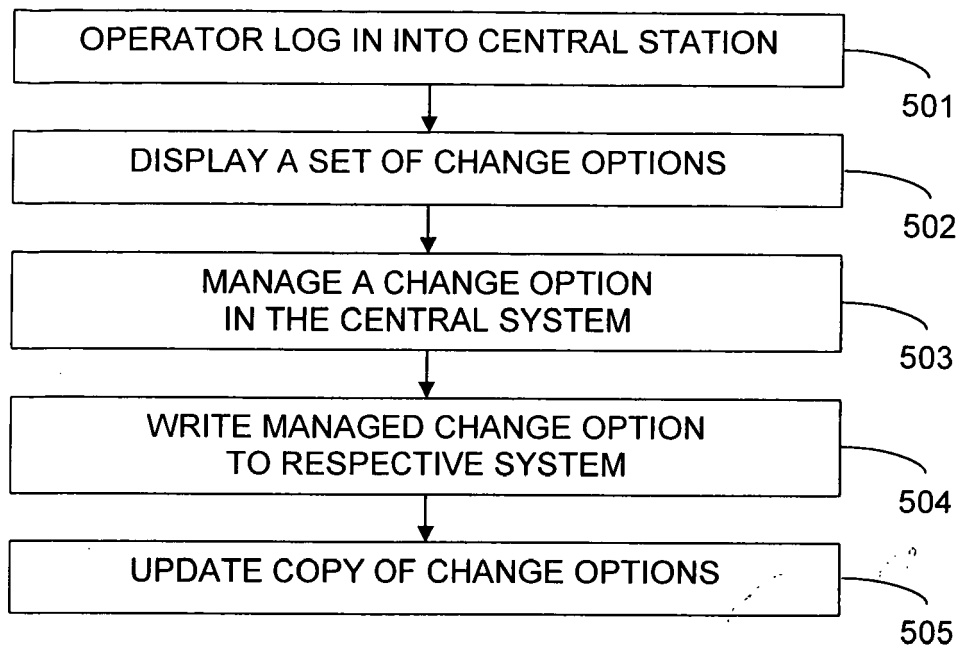 OPERATOR LOG IN INTO CENTRAL STATION
501
DISPLAY A SET OF CHANGE OPTIONS
502
MANAGE A CHANGE OPTION
IN THE CENTRAL SYSTEM
503
WRITE MANAGED CHANGE OPTION
TO RESPECTIVE SYSTEM
504
UPDATE COPY OF CHANGE OPTIONS
505